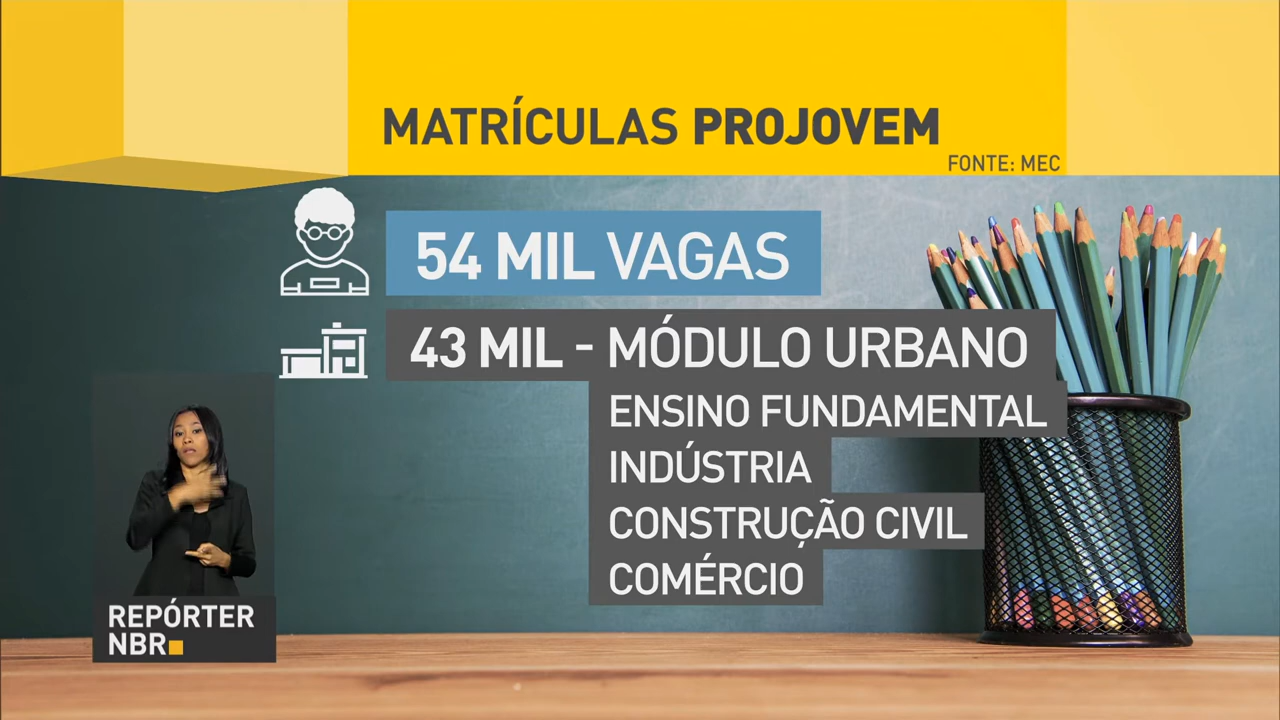 MATRÍCULAS PROJOVEM
FONTE: MEC
54 MIL VAGAS
43 MIL - MÓDULO URBANO
ENSINO FUNDAMENTAL
INDÚSTRIA
CONSTRUÇÃO CIVIL
COMÉRCIO
REPÓRTER
NBR